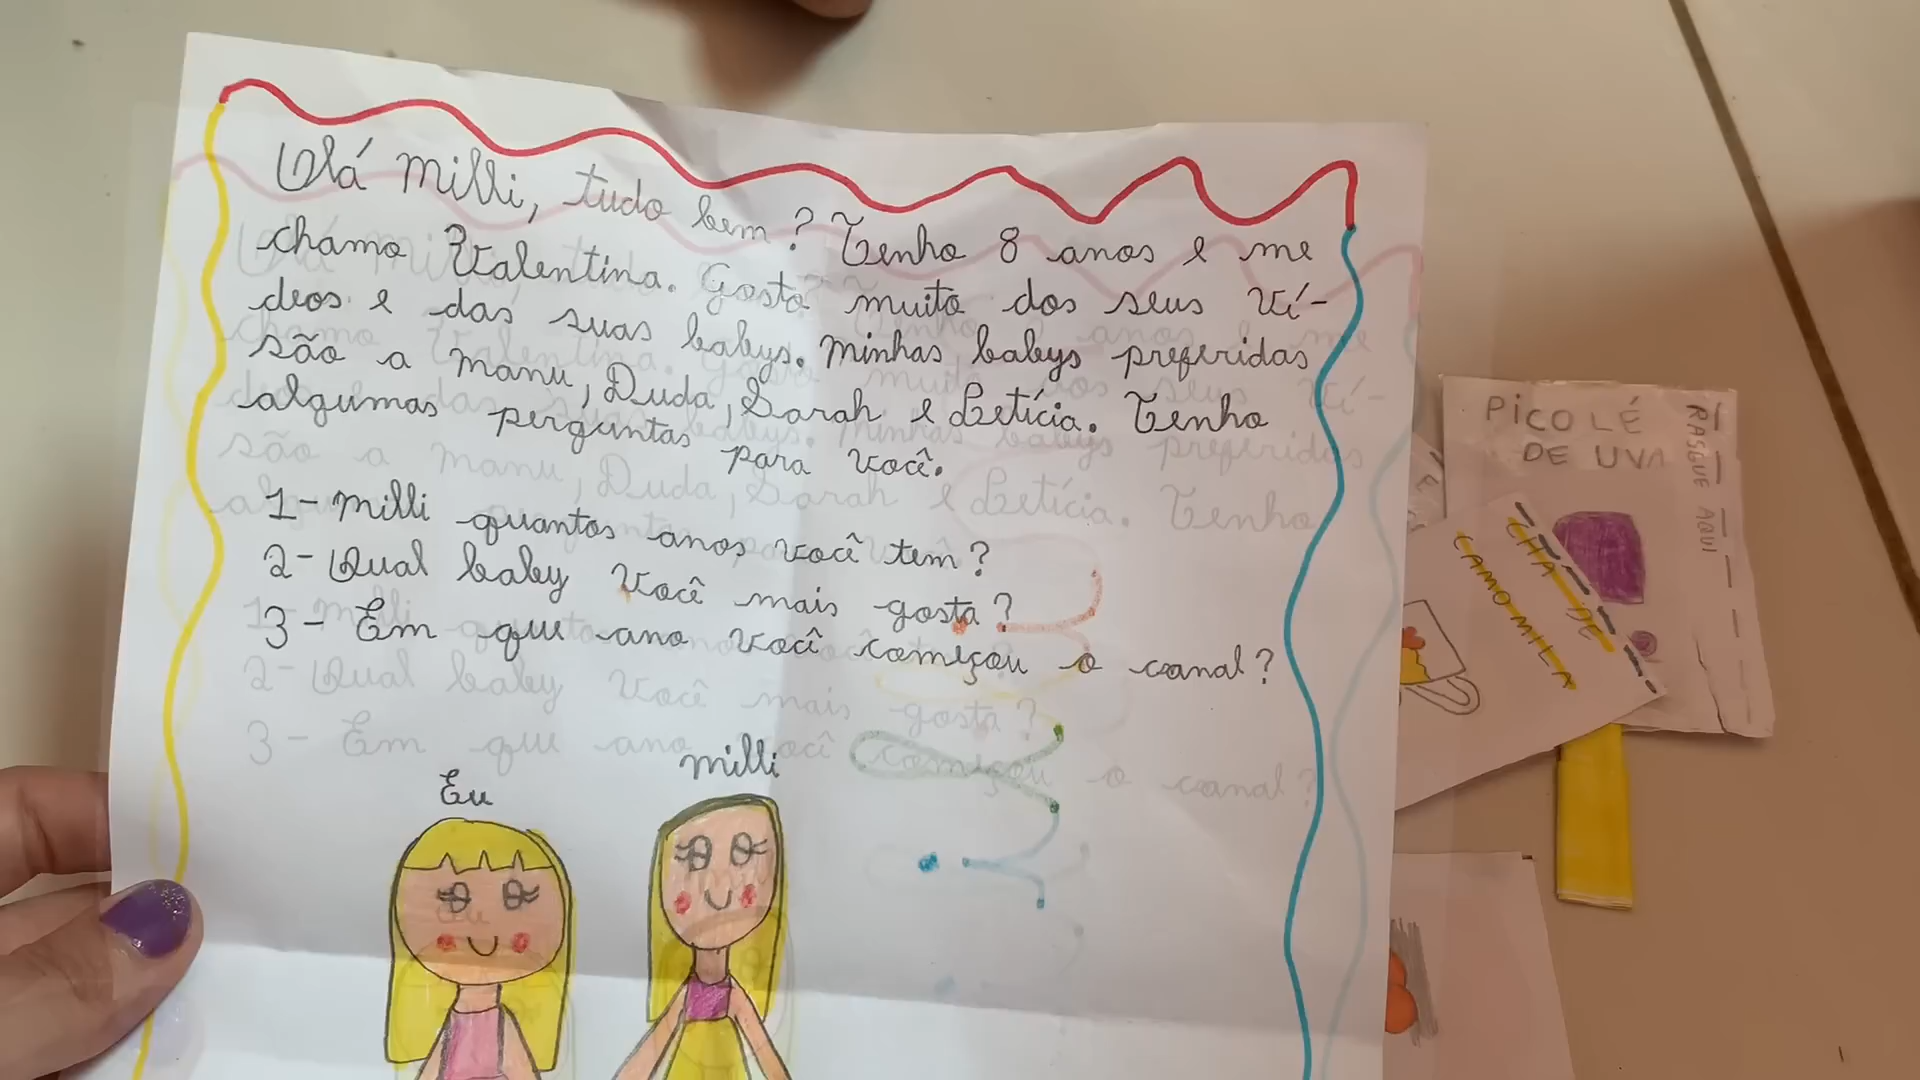 Olá Milli, tudo bem? Tenho 8 anos e me
chamo Valentina. Gosto muito dos seus ví-
deos e das suas babys. Minhas babys preferidas
são a Manu, Duda, Sarah e Letícia. Tenho
algumas perguntas para você.
1- Milli quantos anos você tem?
2- Qual baby você mais gosta?
3- Em que ano você começou o canal?
Eu
Milli
PICOLÉ
DE UVA
RASGUE AQUI
CHÁ DE
CAMOMILA